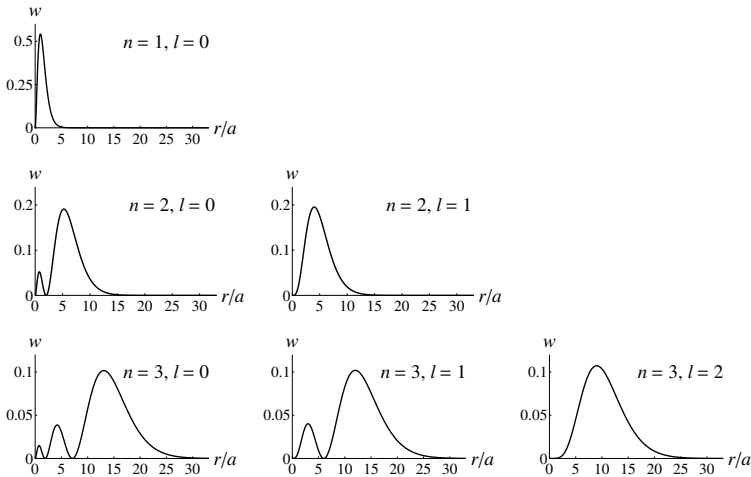 w
n = 1, l = 0
0.5
0.25
0
0 5 10 15 20 25 30
r/a
w
n = 2, l = 0
0.2
0.1
0
0 5 10 15 20 25 30
r/a
w
n = 2, l = 1
0.2
0.1
0
0 5 10 15 20 25 30
r/a
w
n = 3, l = 0
0.1
0.05
0
0 5 10 15 20 25 30
r/a
w
n = 3, l = 1
0.1
0.05
0
0 5 10 15 20 25 30
r/a
w
n = 3, l = 2
0.1
0.05
0
0 5 10 15 20 25 30
r/a